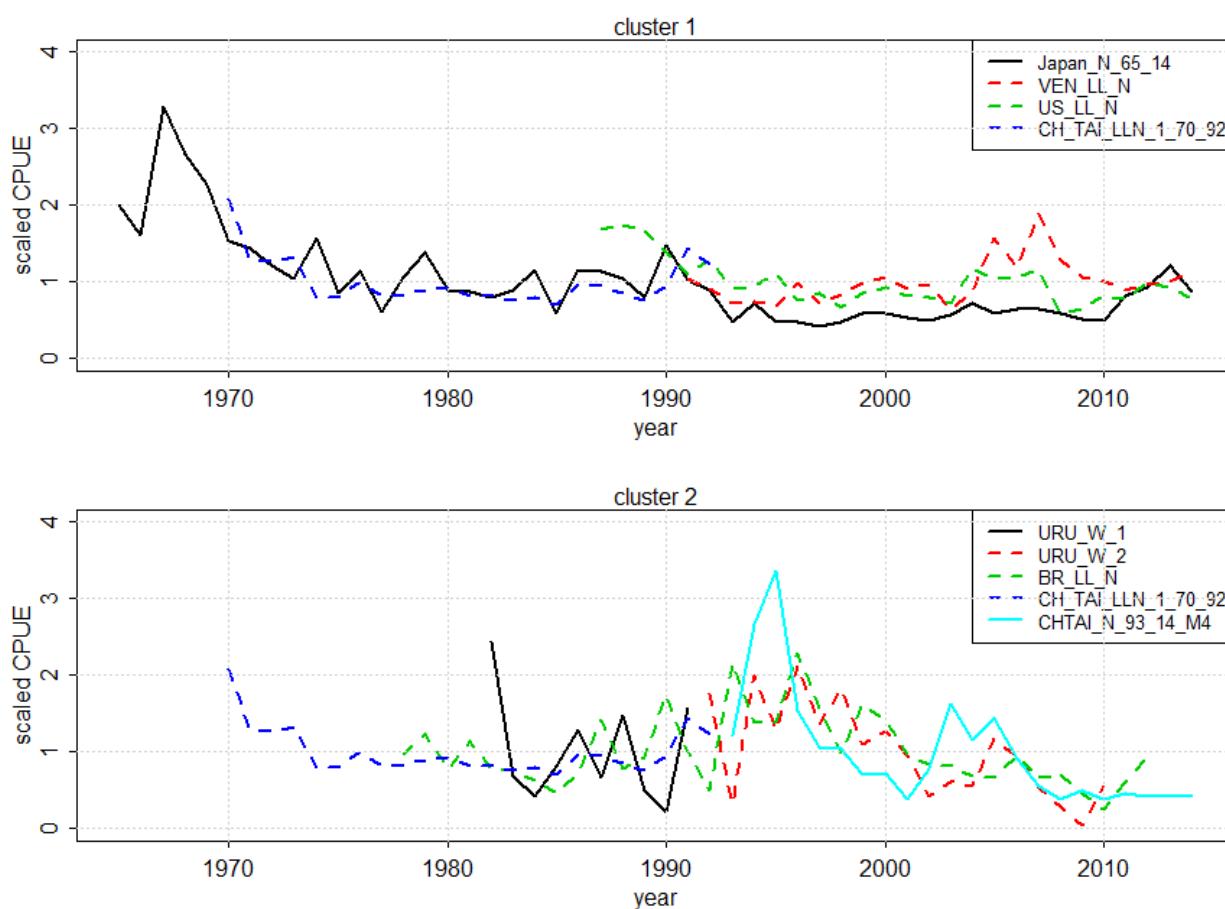 cluster 1
scaled CPUE
4
3
2
1
0
Japan_N_65_14
VEN_LL_N
US_LL_N
CH_TAI_LLN_1_70_92
1970 1980 1990 2000 2010
year
cluster 2
scaled CPUE
4
3
2
1
0
URU_W_1
URU_W_2
BR_LL_N
CH_TAI_LLN_1_70_92
CHTAI_N_93_14_M4
1970 1980 1990 2000 2010
year